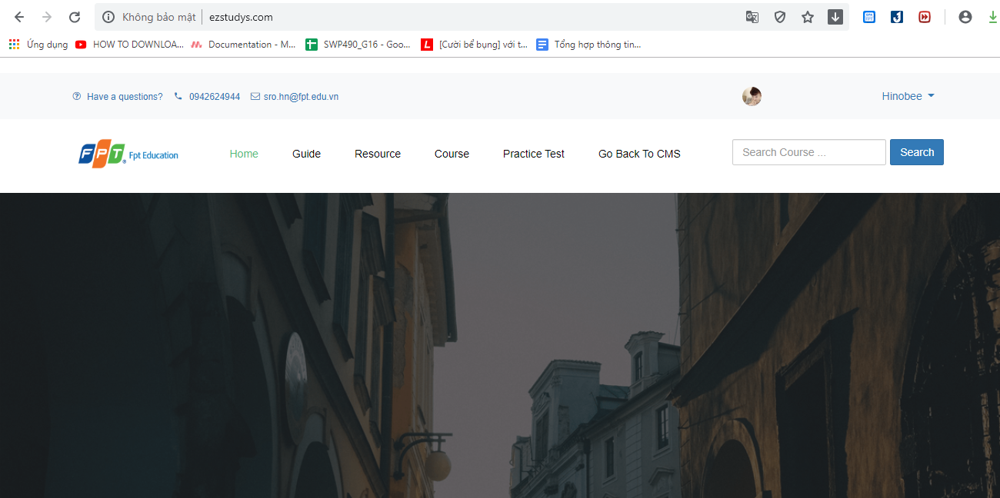 Không bảo mật ezstudys.com
Ứng dụng HOW TO DOWNLOA... Documentation - M... SWP490_G16 - Goo... [Cười bể bụng] với t... Tổng hợp thông tin...
Have a questions? 0942624944 sro.hn@fpt.edu.vn Hinobee
FPT Fpt Education Home Guide Resource Course Practice Test Go Back To CMS Search Course ... Search